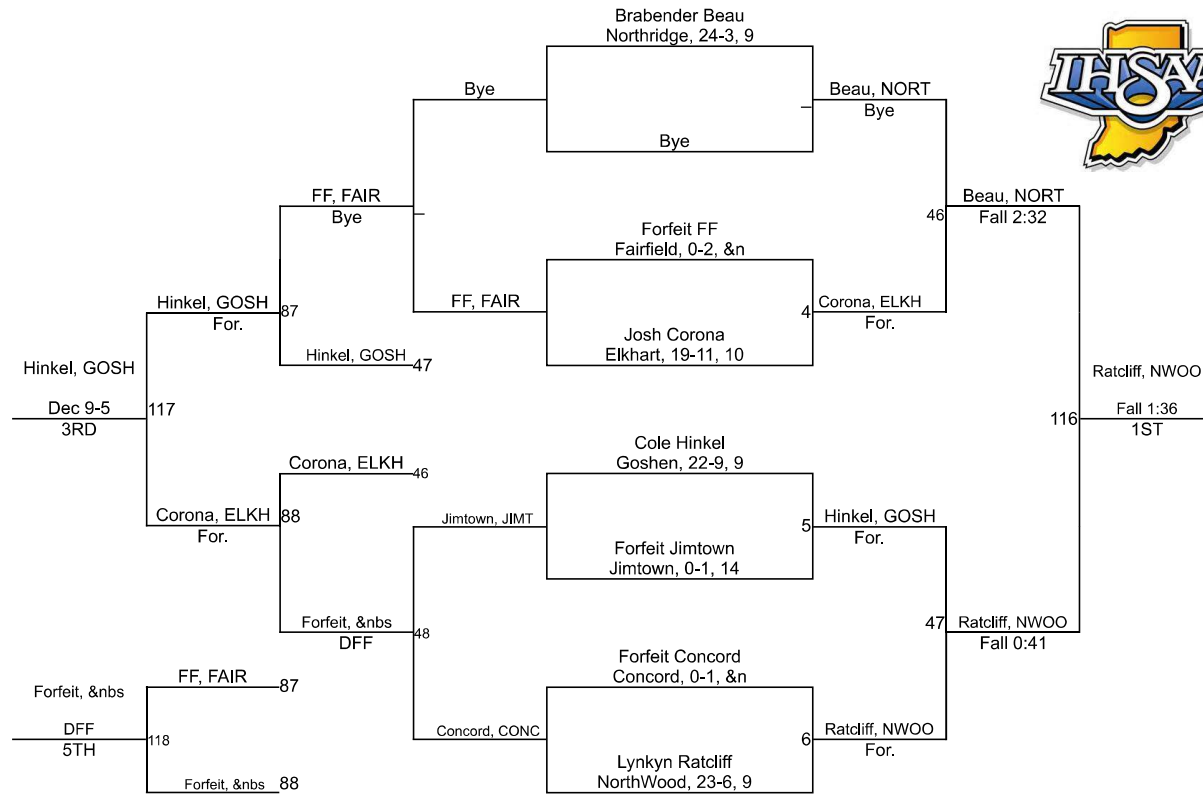 Brabender Beau
Northridge, 24-3, 9
IHSAA
Bye
Beau, NORT
Bye
Bye
FF, FAIR
Bye
Beau, NORT
Fall 2:32
46
Forfeit FF
Fairfield, 0-2, &n
Hinkel, GOSH
For.
87
FF, FAIR
4
Corona, ELKH
For.
Josh Corona
Elkhart, 19-11, 10
Hinkel, GOSH
47
Hinkel, GOSH
Dec 9-5
3RD
117
Ratcliff, NWOO
Fall 1:36
1ST
116
Cole Hinkel
Goshen, 22-9, 9
Corona, ELKH
46
Corona, ELKH
For.
88
Jimtown, JIMT
5
Hinkel, GOSH
For.
Forfeit Jimtown
Jimtown, 0-1, 14
Forfeit, &nbs
DFF
48
47
Ratcliff, NWOO
Fall 0:41
Forfeit Concord
Concord, 0-1, &n
FF, FAIR
87
Forfeit, &nbs
DFF
5TH
118
Concord, CONC
6
Ratcliff, NWOO
For.
Lynkyn Ratcliff
NorthWood, 23-6, 9
Forfeit, &nbs
88